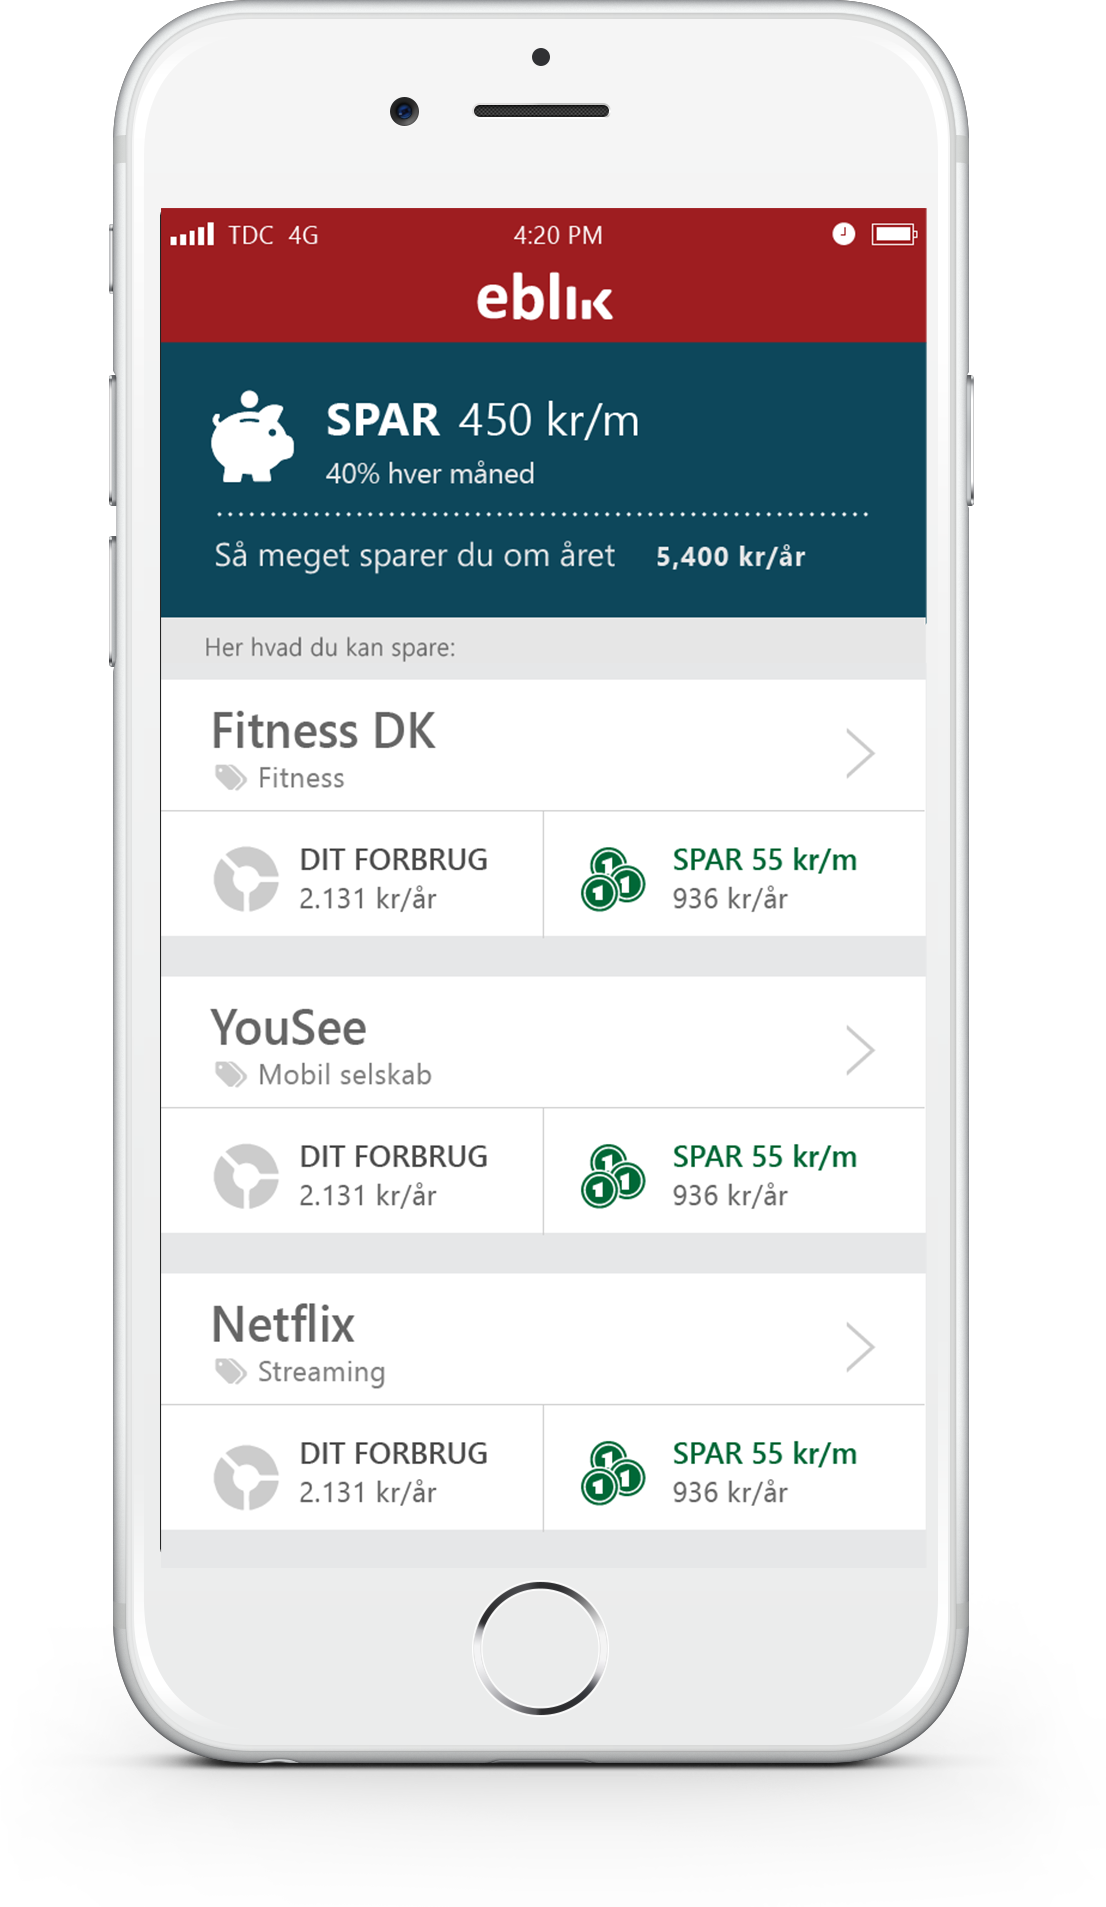 TDC 4G 4:20 PM
eblik
SPAR 450 kr/m
40% hver måned
Så meget sparer du om året 5,400 kr/år
Her hvad du kan spare:
Fitness DK
Fitness
DIT FORBRUG
2.131 kr/år
SPAR 55 kr/m
936 kr/år
YouSee
Mobil selskab
DIT FORBRUG
2.131 kr/år
SPAR 55 kr/m
936 kr/år
Netflix
Streaming
DIT FORBRUG
2.131 kr/år
SPAR 55 kr/m
936 kr/år